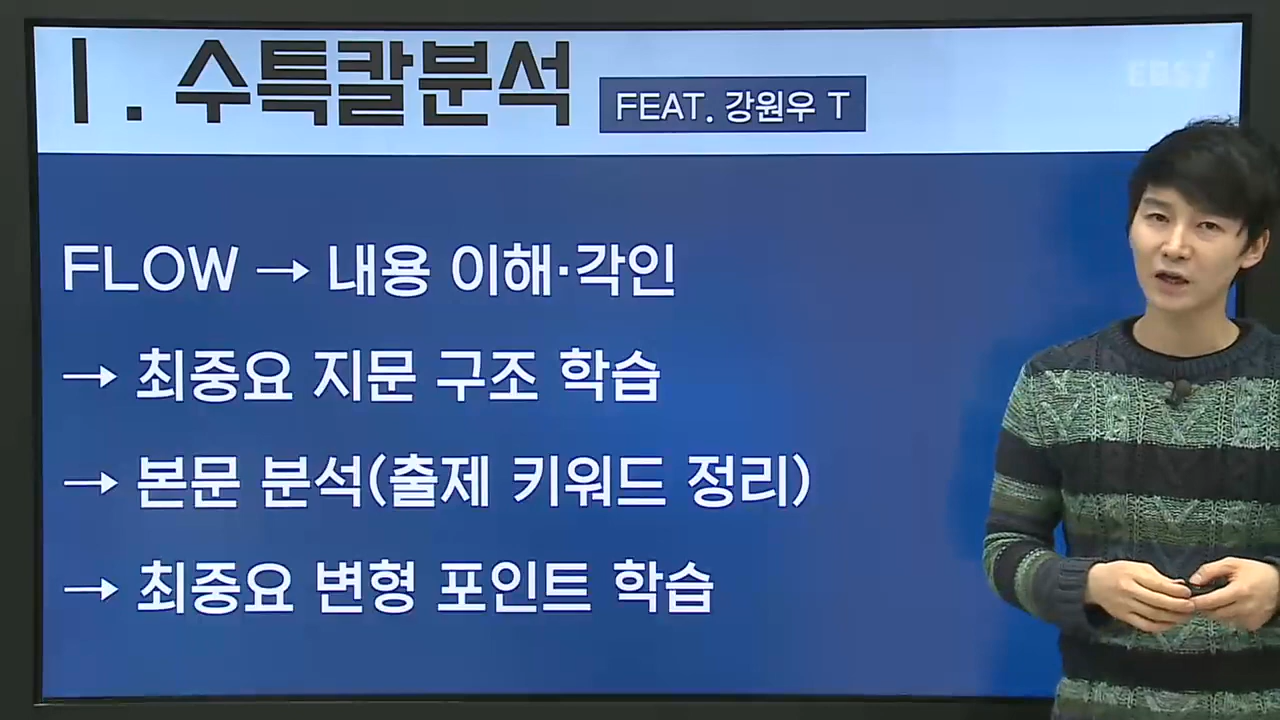 Ⅰ. 수특칼분석
FEAT. 강원우 T
EBSi
FLOW → 내용 이해·각인
→ 최중요 지문 구조 학습
→ 본문 분석(출제 키워드 정리)
→ 최중요 변형 포인트 학습